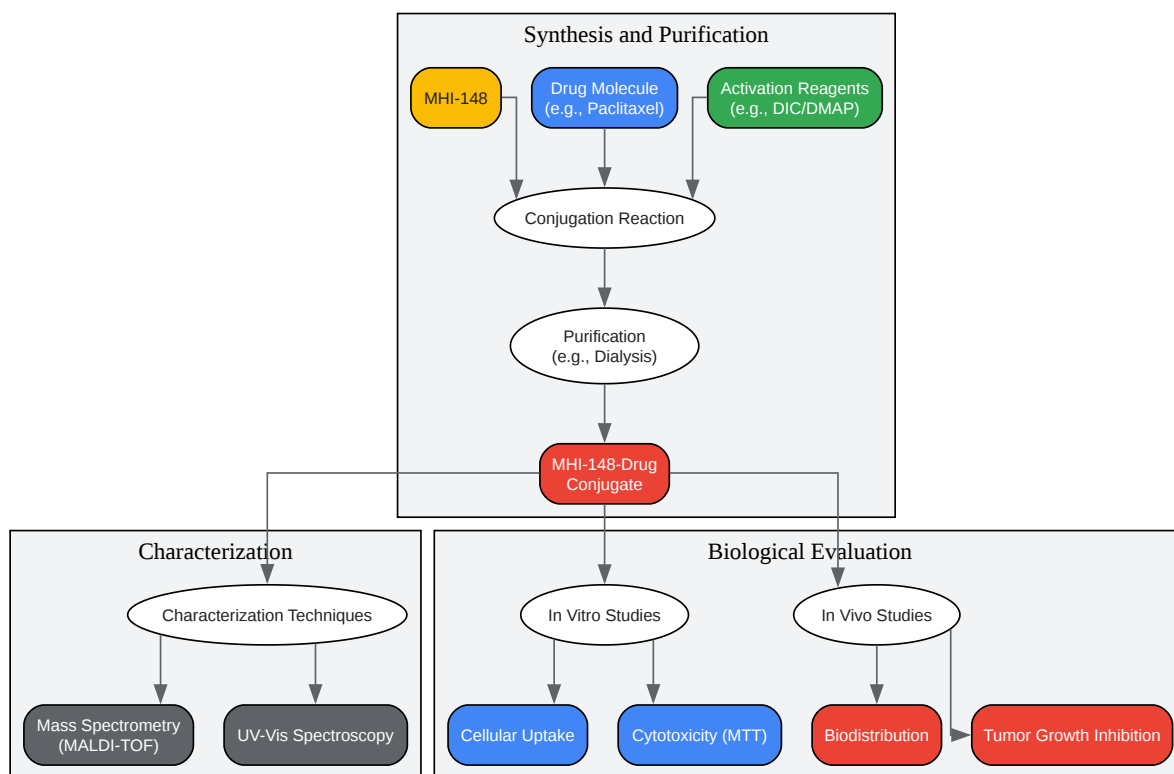 Synthesis and Purification
MHI-148
Drug Molecule
(e.g., Paclitaxel)
Activation Reagents
(e.g., DIC/DMAP)
Conjugation Reaction
Purification
(e.g., Dialysis)
MHI-148-Drug
Conjugate
Characterization
Characterization Techniques
Mass Spectrometry
(MALDI-TOF)
UV-Vis Spectroscopy
Biological Evaluation
In Vitro Studies
In Vivo Studies
Cellular Uptake
Cytotoxicity (MTT)
Biodistribution
Tumor Growth Inhibition